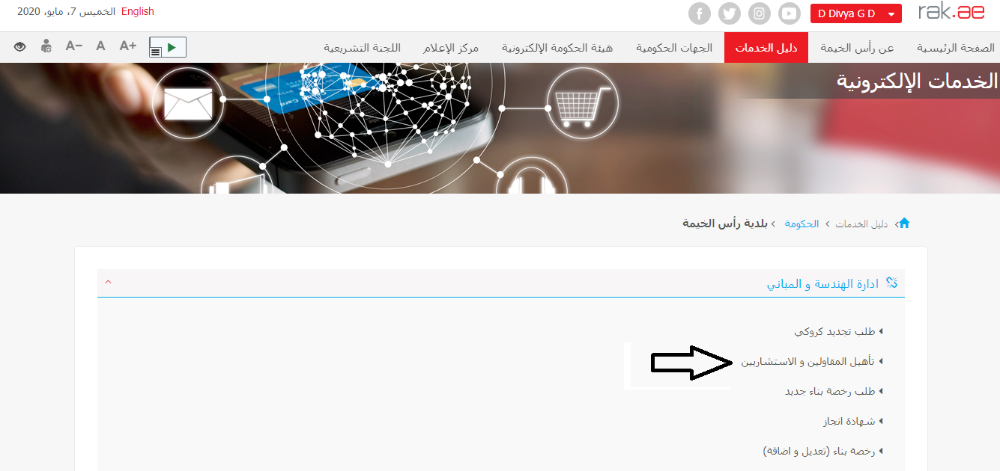 الخميس 7، مايو، 2020 English
D Divya G D
rak.ae
A- A A+
الصفحة الرئيسية عن رأس الخيمة دليل الخدمات الجهات الحكومية هيئة الحكومة الإلكترونية مركز الإعلام اللجنة التشريعية
الخدمات الإلكترونية
دليل الخدمات › الحكومة › بلدية رأس الخيمة
ادارة الهندسة و المباني
طلب تجديد كروكي
تأهيل المقاولين و الاستشاريين
طلب رخصة بناء جديد
شهادة انجاز
رخصة بناء (تعديل و اضافة)